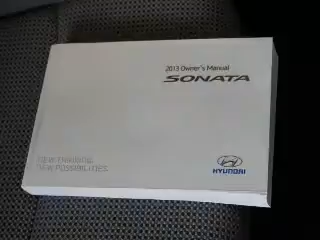 2013 Owner's Manual
SONATA
NEW THINKING.
NEW POSSIBILITIES.
HYUNDAI